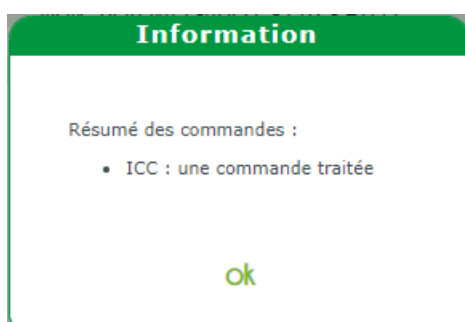 Information
Résumé des commandes :
• ICC : une commande traitée
ok